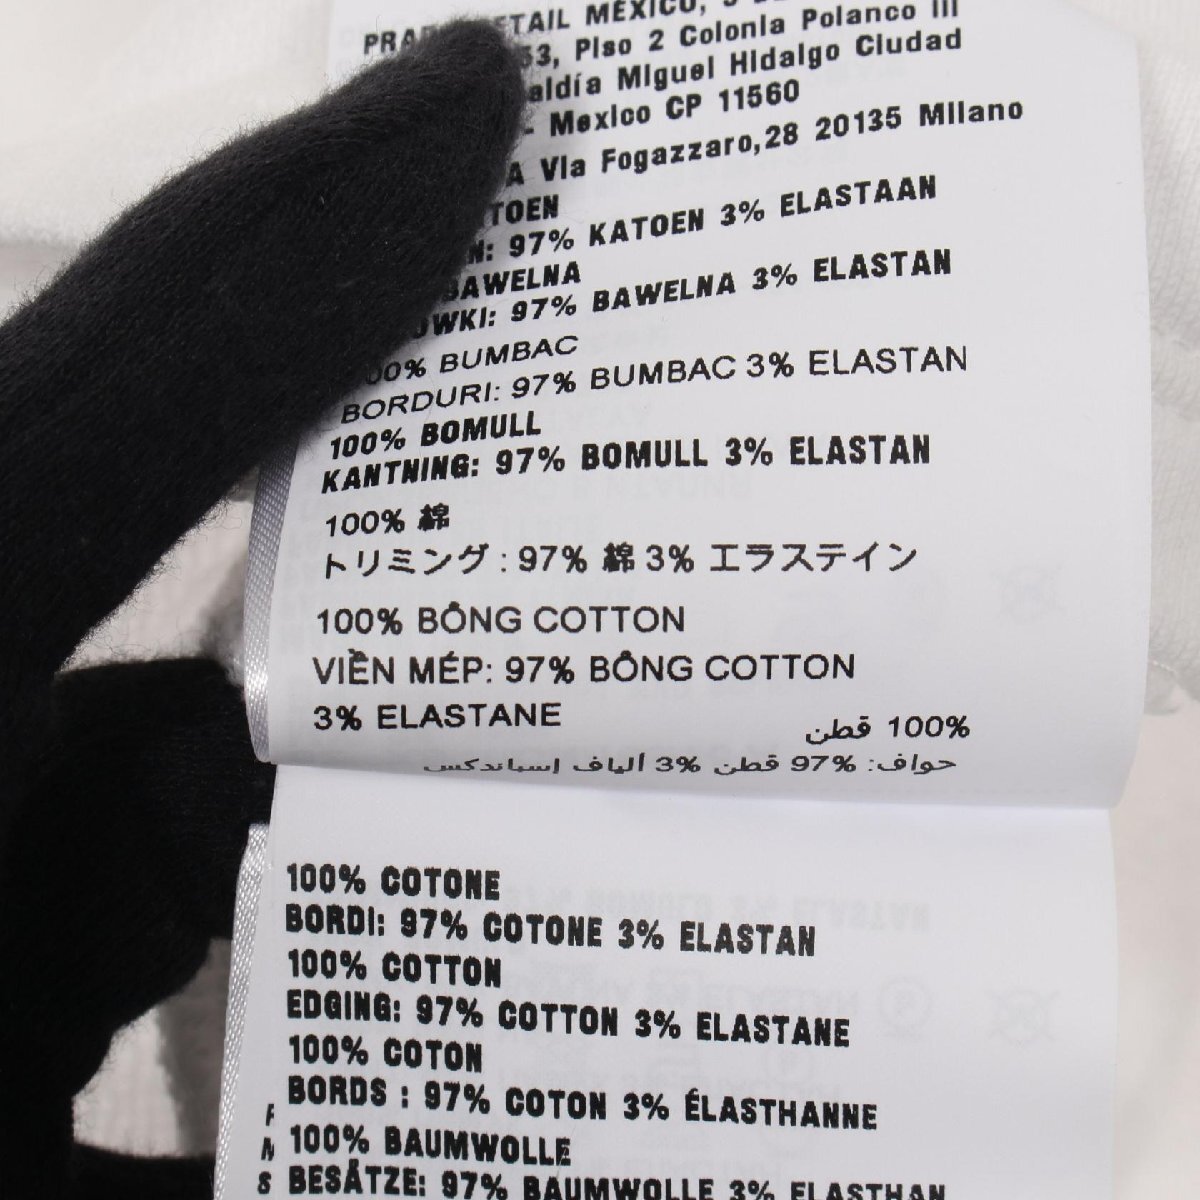 ETAIL MEXICO,
53, Piso 2 Colonia Polanco III
aldía Miguel Hidalgo Ciudad
- Mexico CP 11560
A Via Fogazzaro,28 20135 Milano
TOEN
N: 97% KATOEN 3% ELASTAAN
BAWELNA
OWKI: 97% BAWELNA 3% ELASTAN
00% BUMBAC
BORDURI: 97% BUMBAC 3% ELASTAN
100% BOMULL
KANTNING: 97% BOMULL 3% ELASTAN
100% 綿
トリミング : 97% 綿 3% エラステイン
100% BÔNG COTTON
VIỀN MÉP: 97% BÔNG COTTON
3% ELASTANE
100% قطن
حواف: 97% قطن 3% ألياف إسباندكس
100% COTONE
BORDI: 97% COTONE 3% ELASTAN
100% COTTON
EDGING: 97% COTTON 3% ELASTANE
100% COTON
BORDS : 97% COTON 3% ÉLASTHANNE
100% BAUMWOLLE
BESÄTZE: 97% BAUMWOLLE 3% ELASTHAN